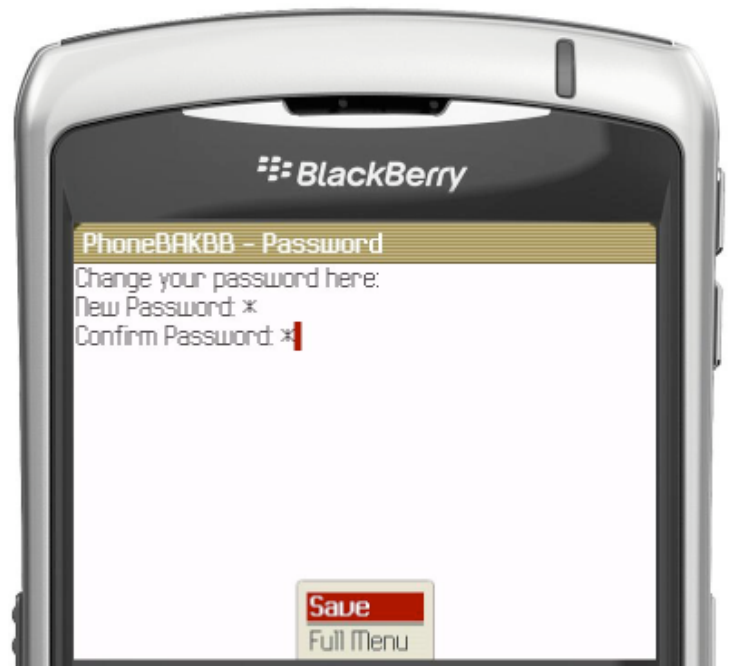 BlackBerry
PhoneBAKBB - Password
Change your password here:
New Password: *
Confirm Password: *
Save
Full Menu